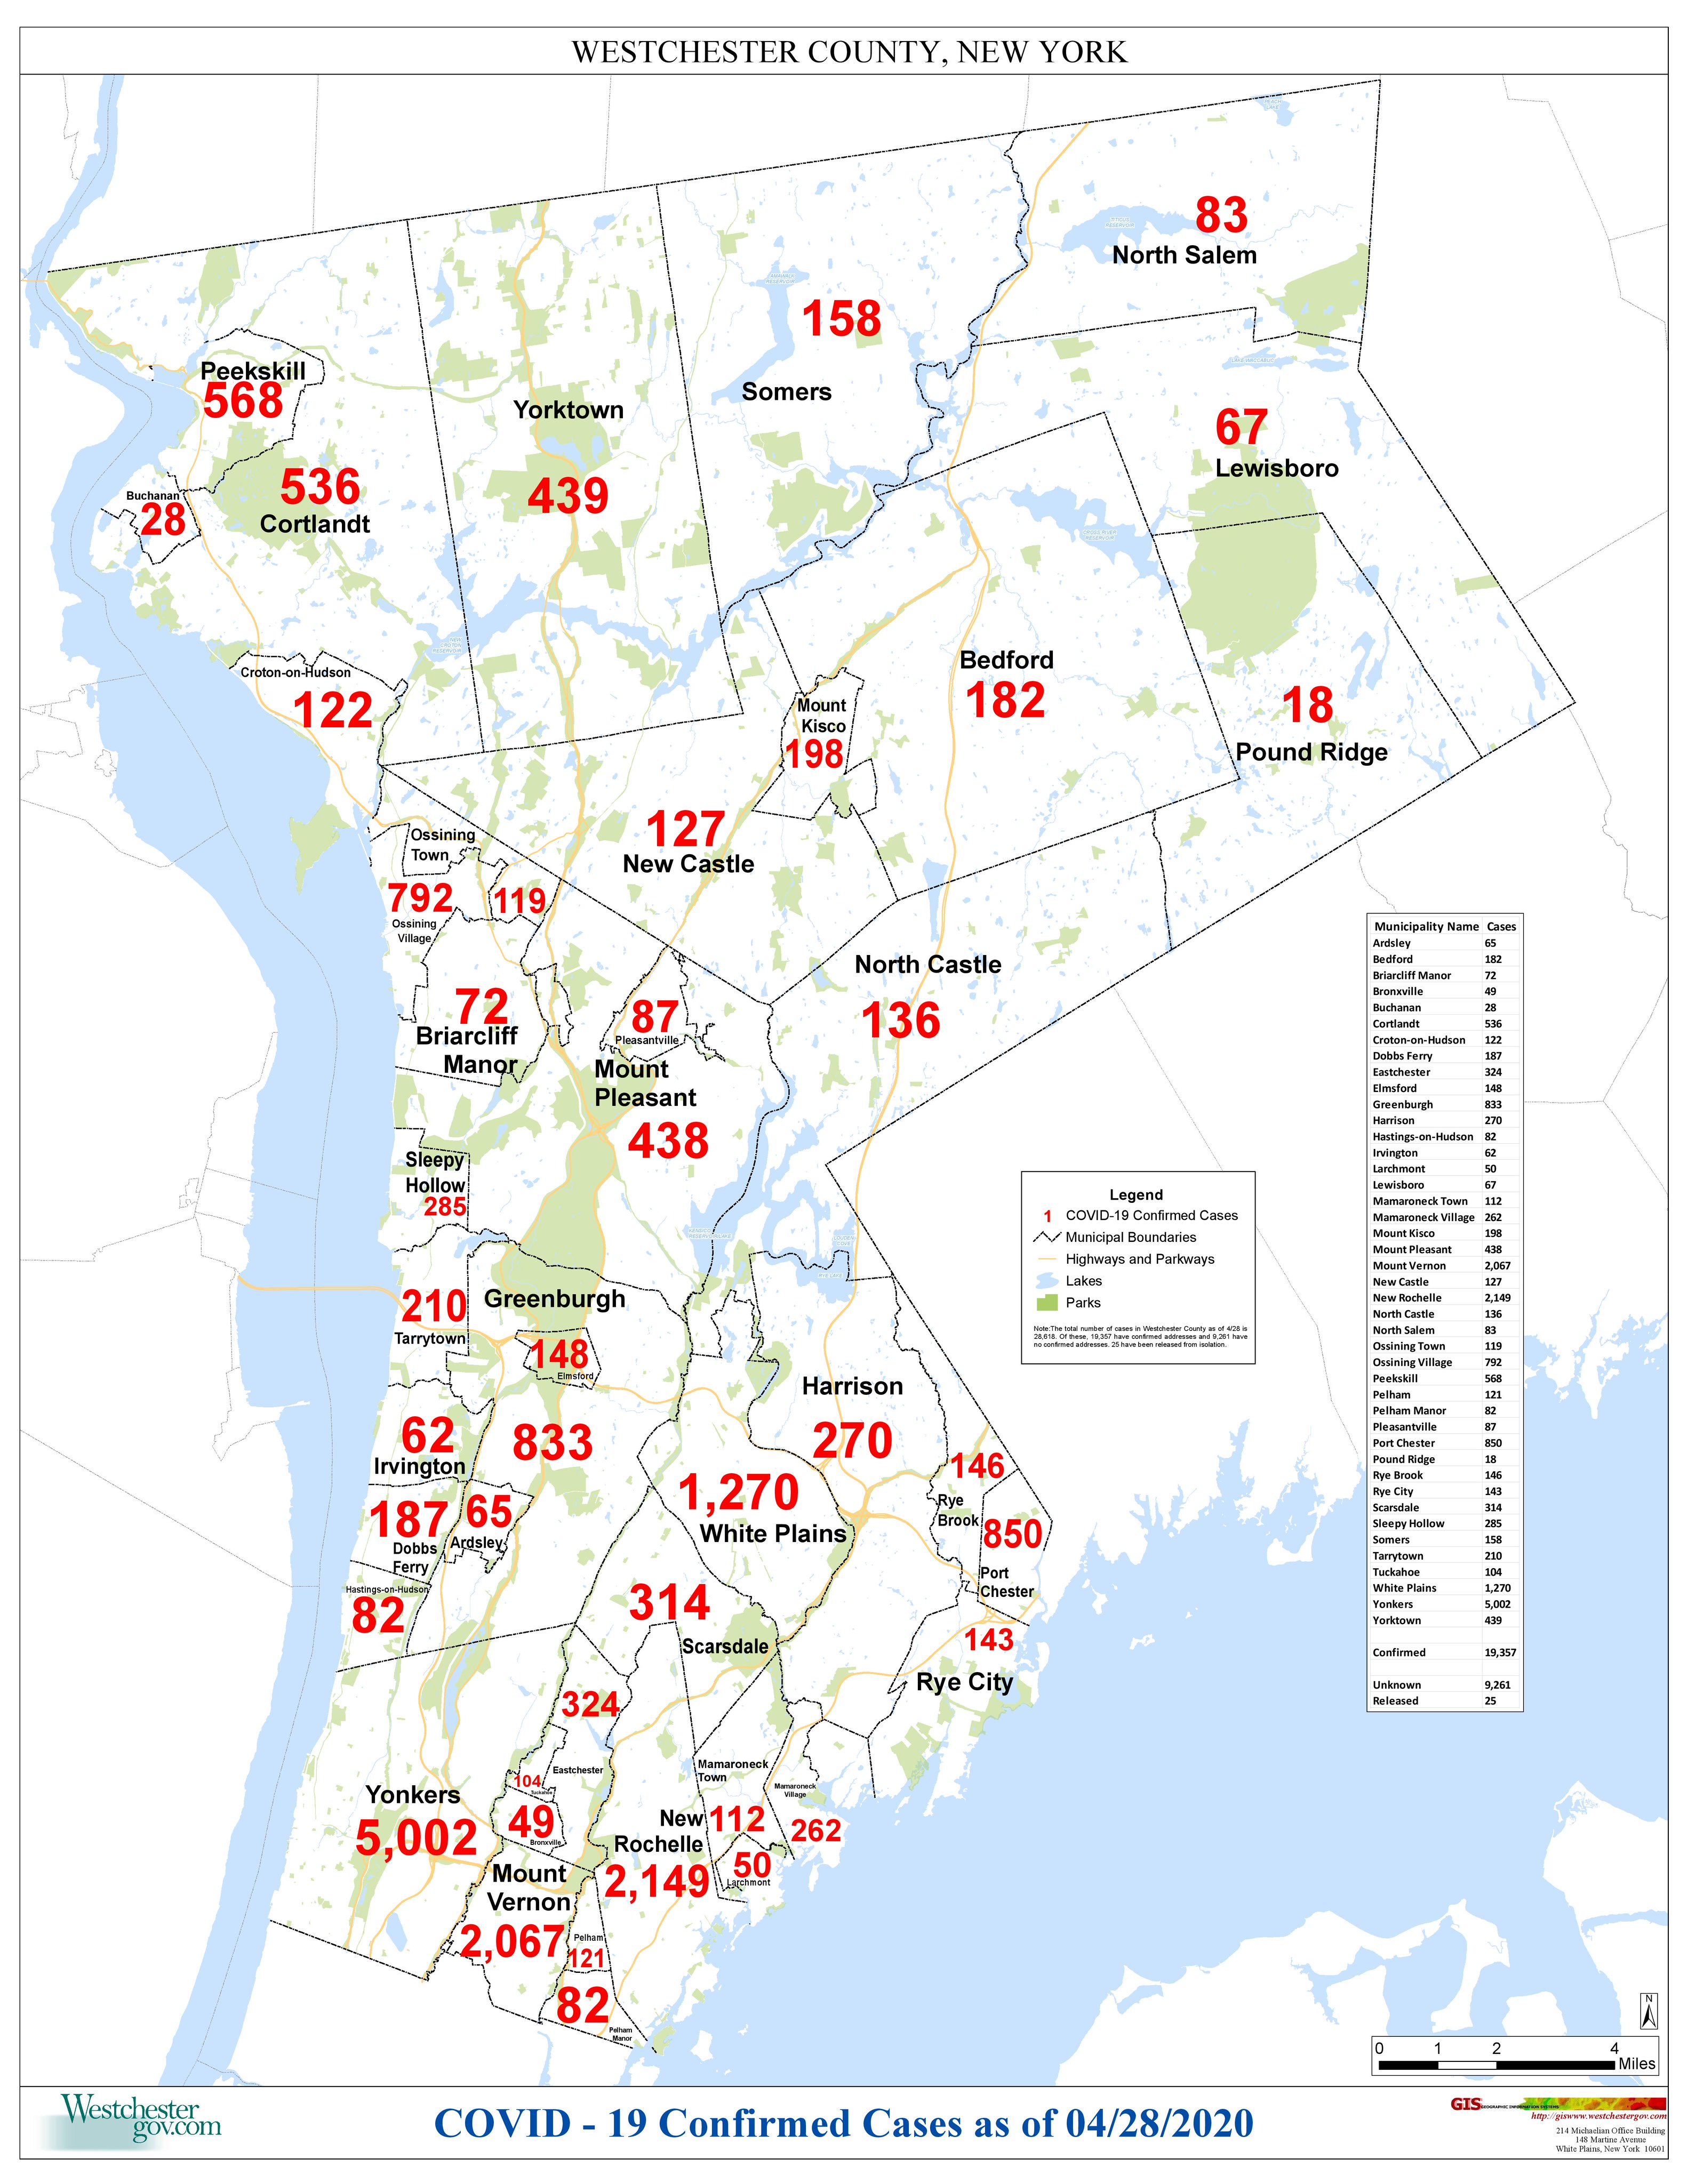 WESTCHESTER COUNTY, NEW YORK
83
North Salem
158
Somers
Peekskill
568
Yorktown
439
67
Lewisboro
536
Cortlandt
Buchanan
28
Bedford
182
Croton-on-Hudson
122
Mount
Kisco
198
18
Pound Ridge
127
New Castle
Ossining
Town
792
119
Ossining
Village
North Castle
136
72
Briarcliff
Manor
87
Pleasantville
Mount
Pleasant
438
Sleepy
Hollow
285
210
Tarrytown
Greenburgh
148
Elmsford
833
Harrison
270
62
Irvington
187
Dobbs
Ferry
65
Ardsley
1,270
White Plains
146
Rye
Brook
850
Port
Chester
Hastings-on-Hudson
82
314
Scarsdale
143
Rye City
324
Eastchester
104
Tuckahoe
49
Bronxville
Yonkers
5,002
Mamaroneck
Town
112
Mamaroneck
Village
262
New
Rochelle
2,149
50
Larchmont
Mount
Vernon
2,067
Pelham
121
82
Pelham
Manor
Legend
1 COVID-19 Confirmed Cases
Municipal Boundaries
Highways and Parkways
Lakes
Parks
Note:The total number of cases in Westchester County as of 4/28 is
28,618. Of these, 19,357 have confirmed addresses and 9,261 have
no confirmed addresses. 25 have been released from isolation.
Municipality Name Cases
Ardsley 65
Bedford 182
Briarcliff Manor 72
Bronxville 49
Buchanan 28
Cortlandt 536
Croton-on-Hudson 122
Dobbs Ferry 187
Eastchester 324
Elmsford 148
Greenburgh 833
Harrison 270
Hastings-on-Hudson 82
Irvington 62
Larchmont 50
Lewisboro 67
Mamaroneck Town 112
Mamaroneck Village 262
Mount Kisco 198
Mount Pleasant 438
Mount Vernon 2,067
New Castle 127
New Rochelle 2,149
North Castle 136
North Salem 83
Ossining Town 119
Ossining Village 792
Peekskill 568
Pelham 121
Pelham Manor 82
Pleasantville 87
Port Chester 850
Pound Ridge 18
Rye Brook 146
Rye City 143
Scarsdale 314
Sleepy Hollow 285
Somers 158
Tarrytown 210
Tuckahoe 104
White Plains 1,270
Yonkers 5,002
Yorktown 439
Confirmed 19,357
Unknown 9,261
Released 25
N
0 1 2 4
Miles
Westchester
gov.com
COVID - 19 Confirmed Cases as of 04/28/2020
GIS GEOGRAPHIC INFORMATION SYSTEMS
http://giswww.westchestergov.com
214 Michaelian Office Building
148 Martine Avenue
White Plains, New York 10601